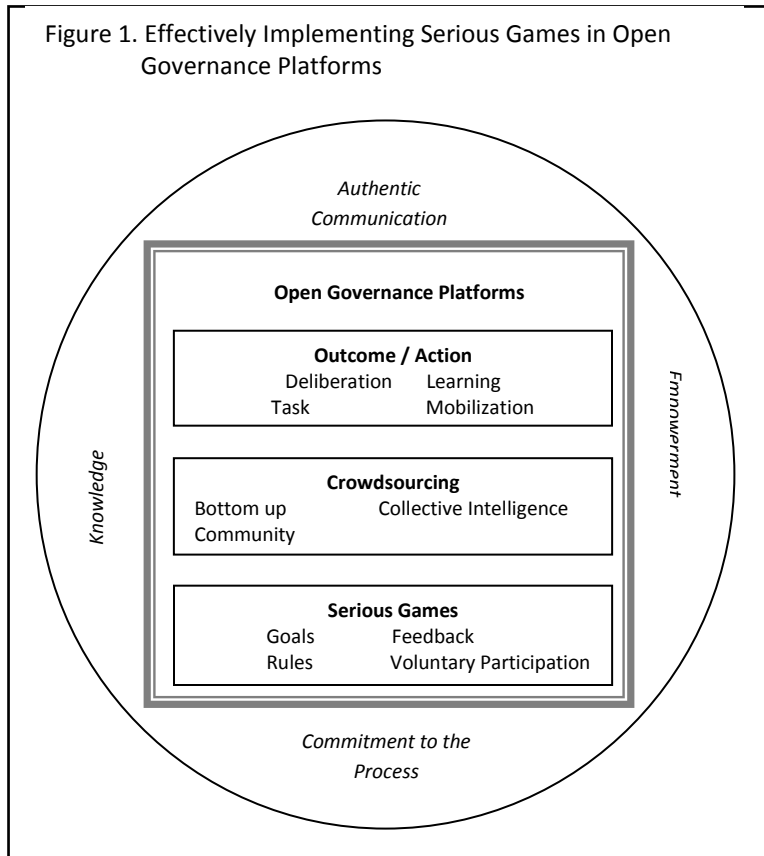 Figure 1. Effectively Implementing Serious Games in Open
Governance Platforms
Authentic
Communication
Open Governance Platforms
Outcome / Action
Deliberation Learning
Task Mobilization
Empowerment
Knowledge
Crowdsourcing
Bottom up Collective Intelligence
Community
Serious Games
Goals Feedback
Rules Voluntary Participation
Commitment to the
Process